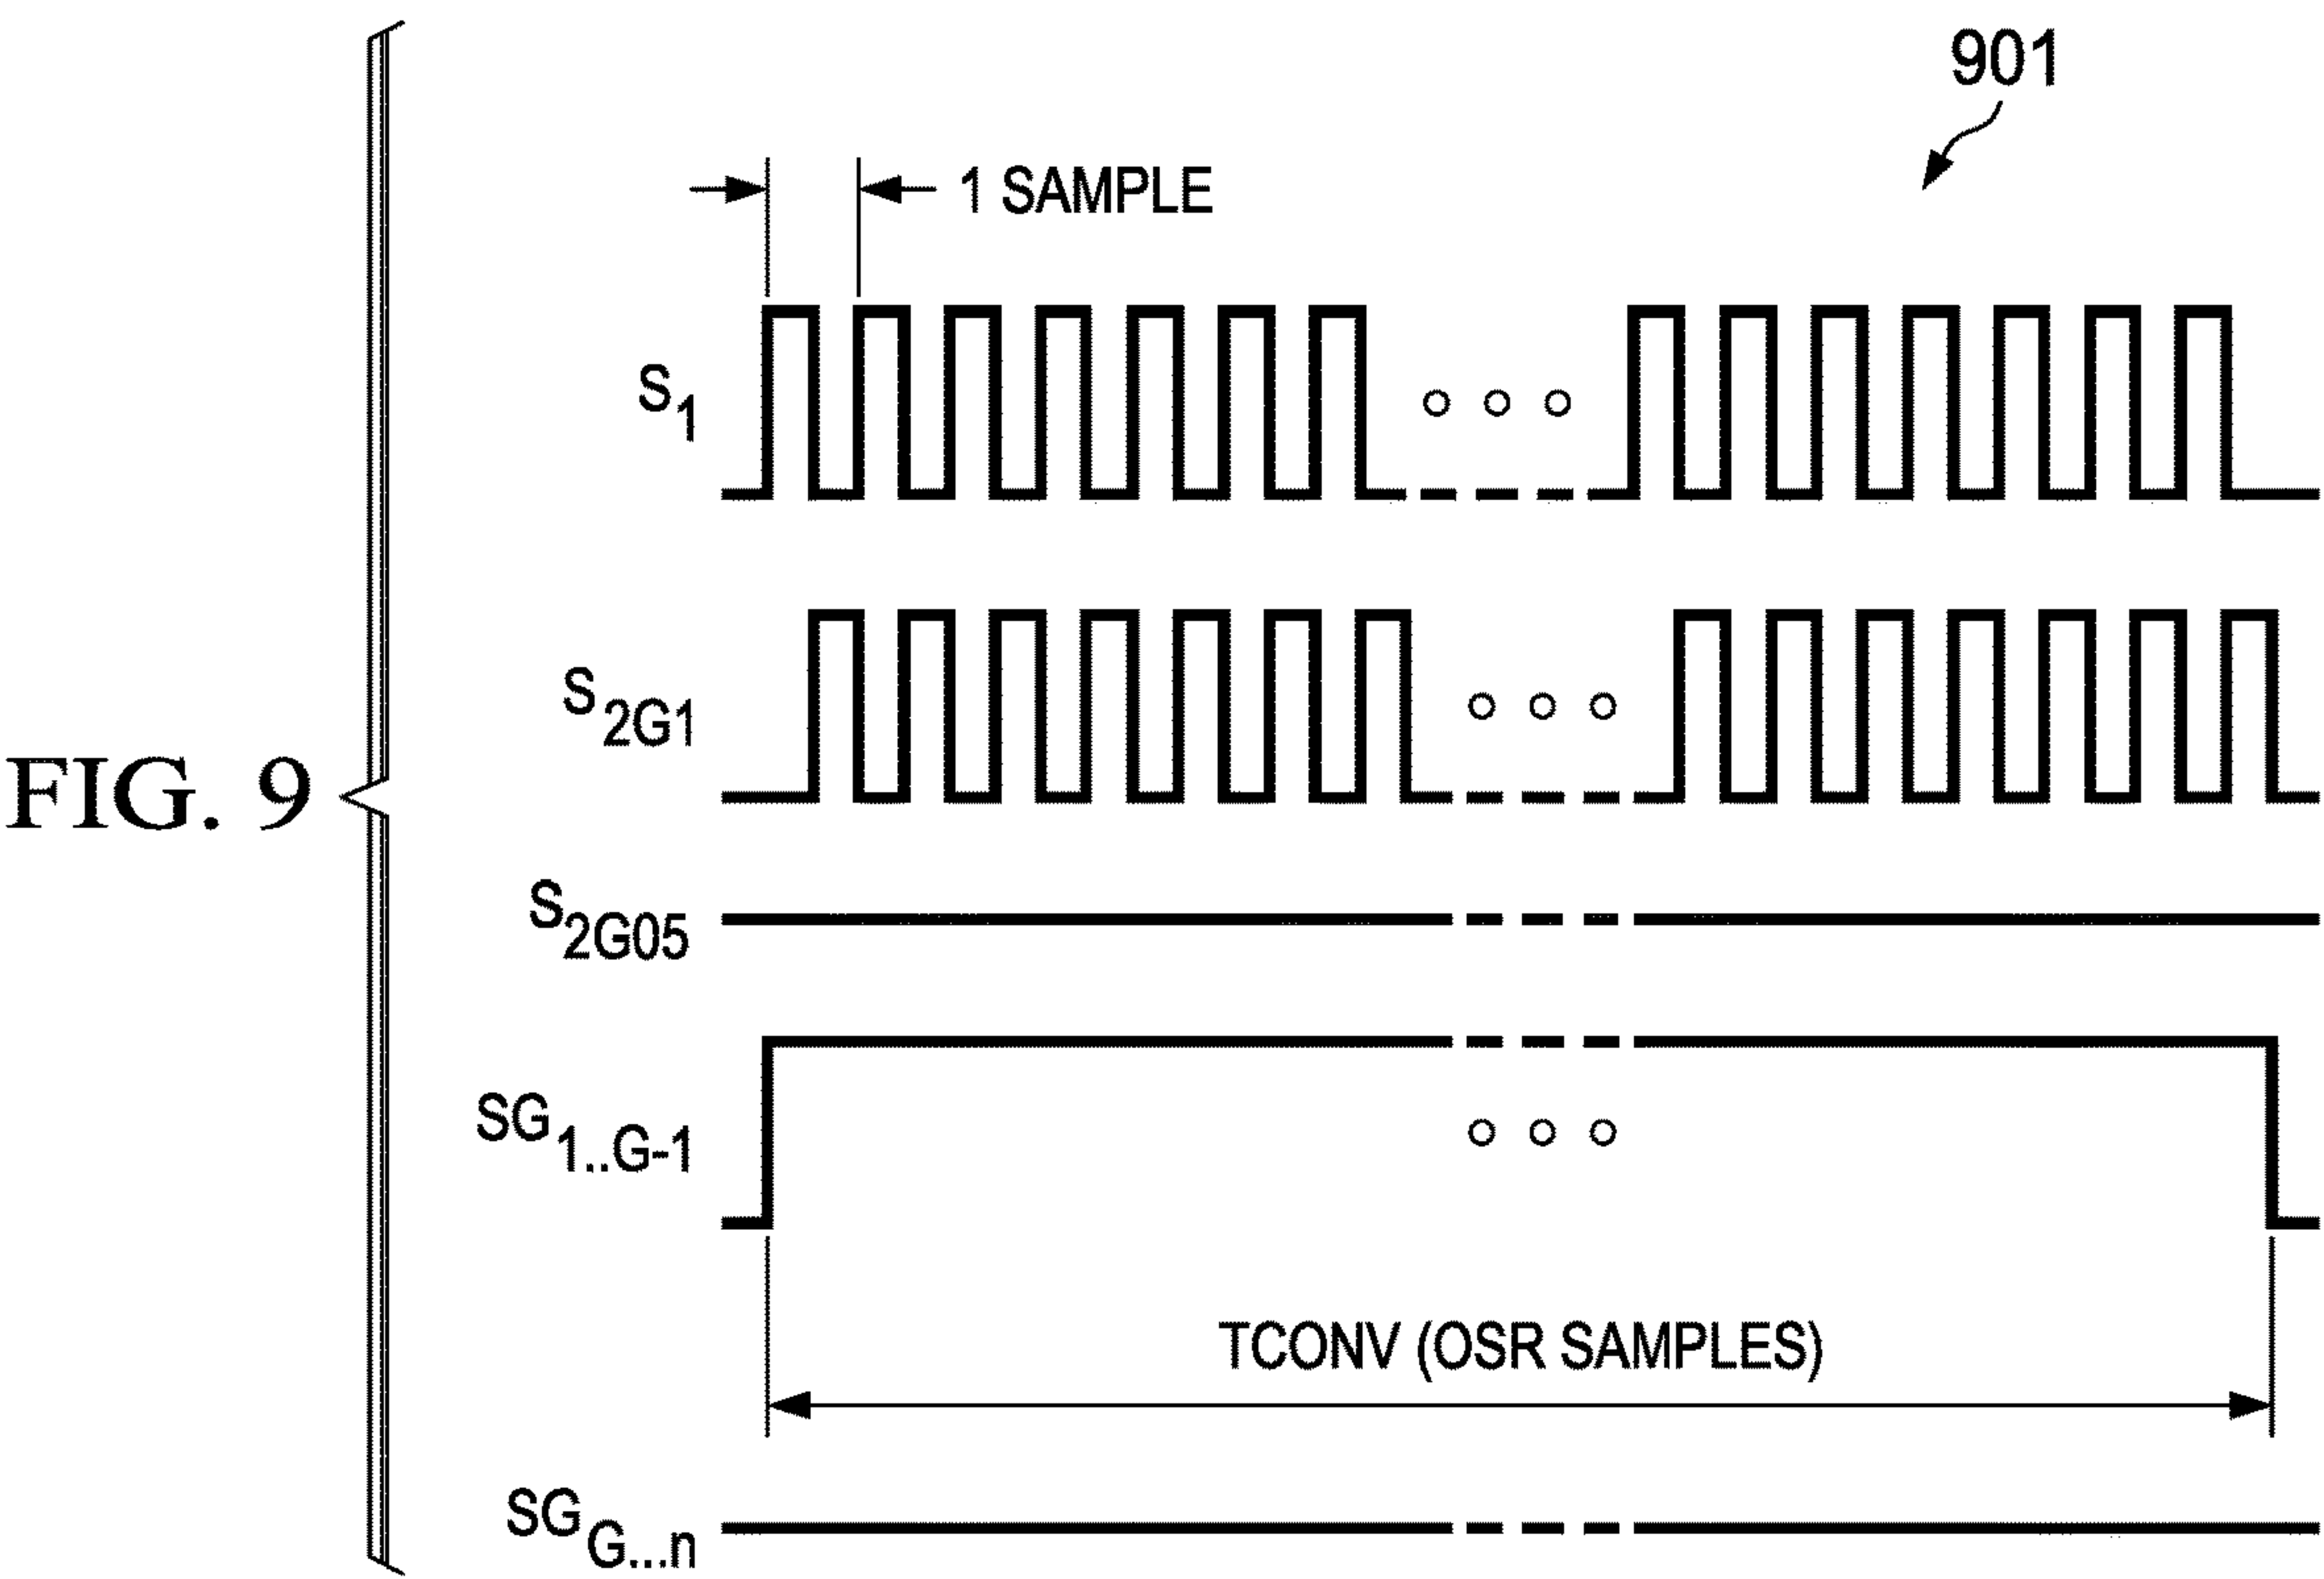 901
1 SAMPLE
S1
S2G1
FIG. 9
S2G05
SG1..G-1
TCONV (OSR SAMPLES)
SGG...n